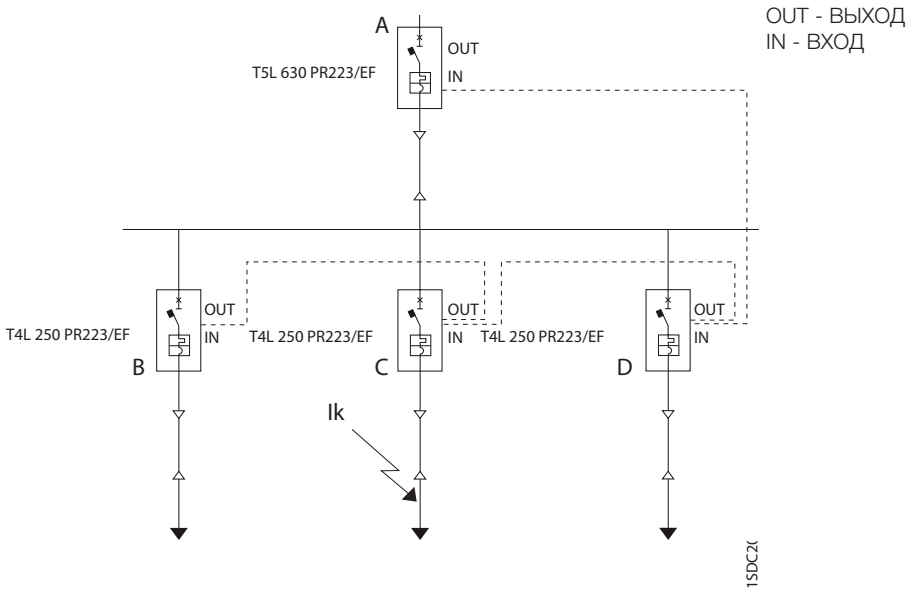 OUT - ВЫХОД
IN - ВХОД
A
OUT
T5L 630 PR223/EF
IN
OUT
OUT
OUT
T4L 250 PR223/EF
IN
T4L 250 PR223/EF
IN
T4L 250 PR223/EF
IN
B
C
D
Ik